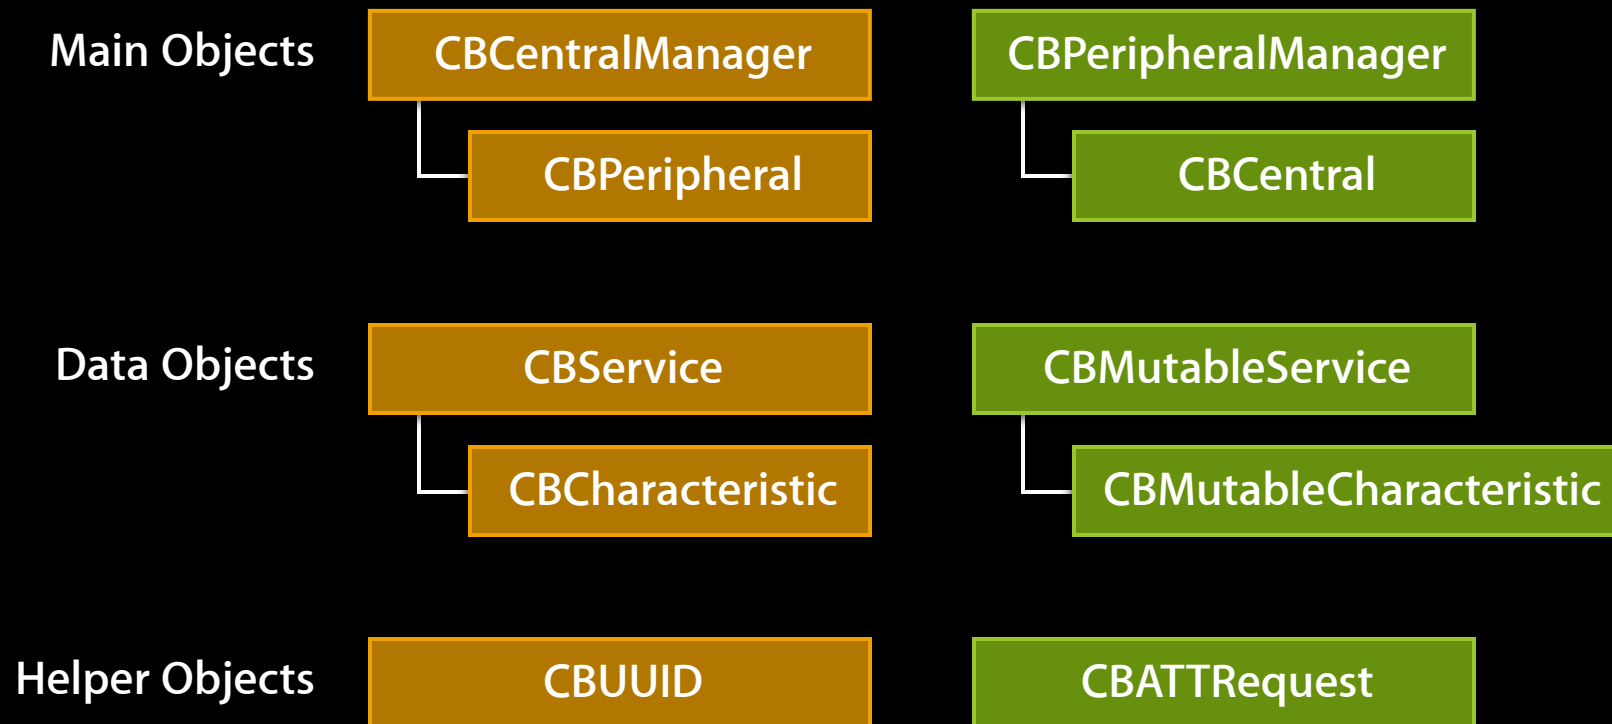 Main Objects
CBCentralManager
CBPeripheralManager
CBPeripheral
CBCentral
Data Objects
CBService
CBMutableService
CBCharacteristic
CBMutableCharacteristic
Helper Objects
CBUUID
CBATTRequest